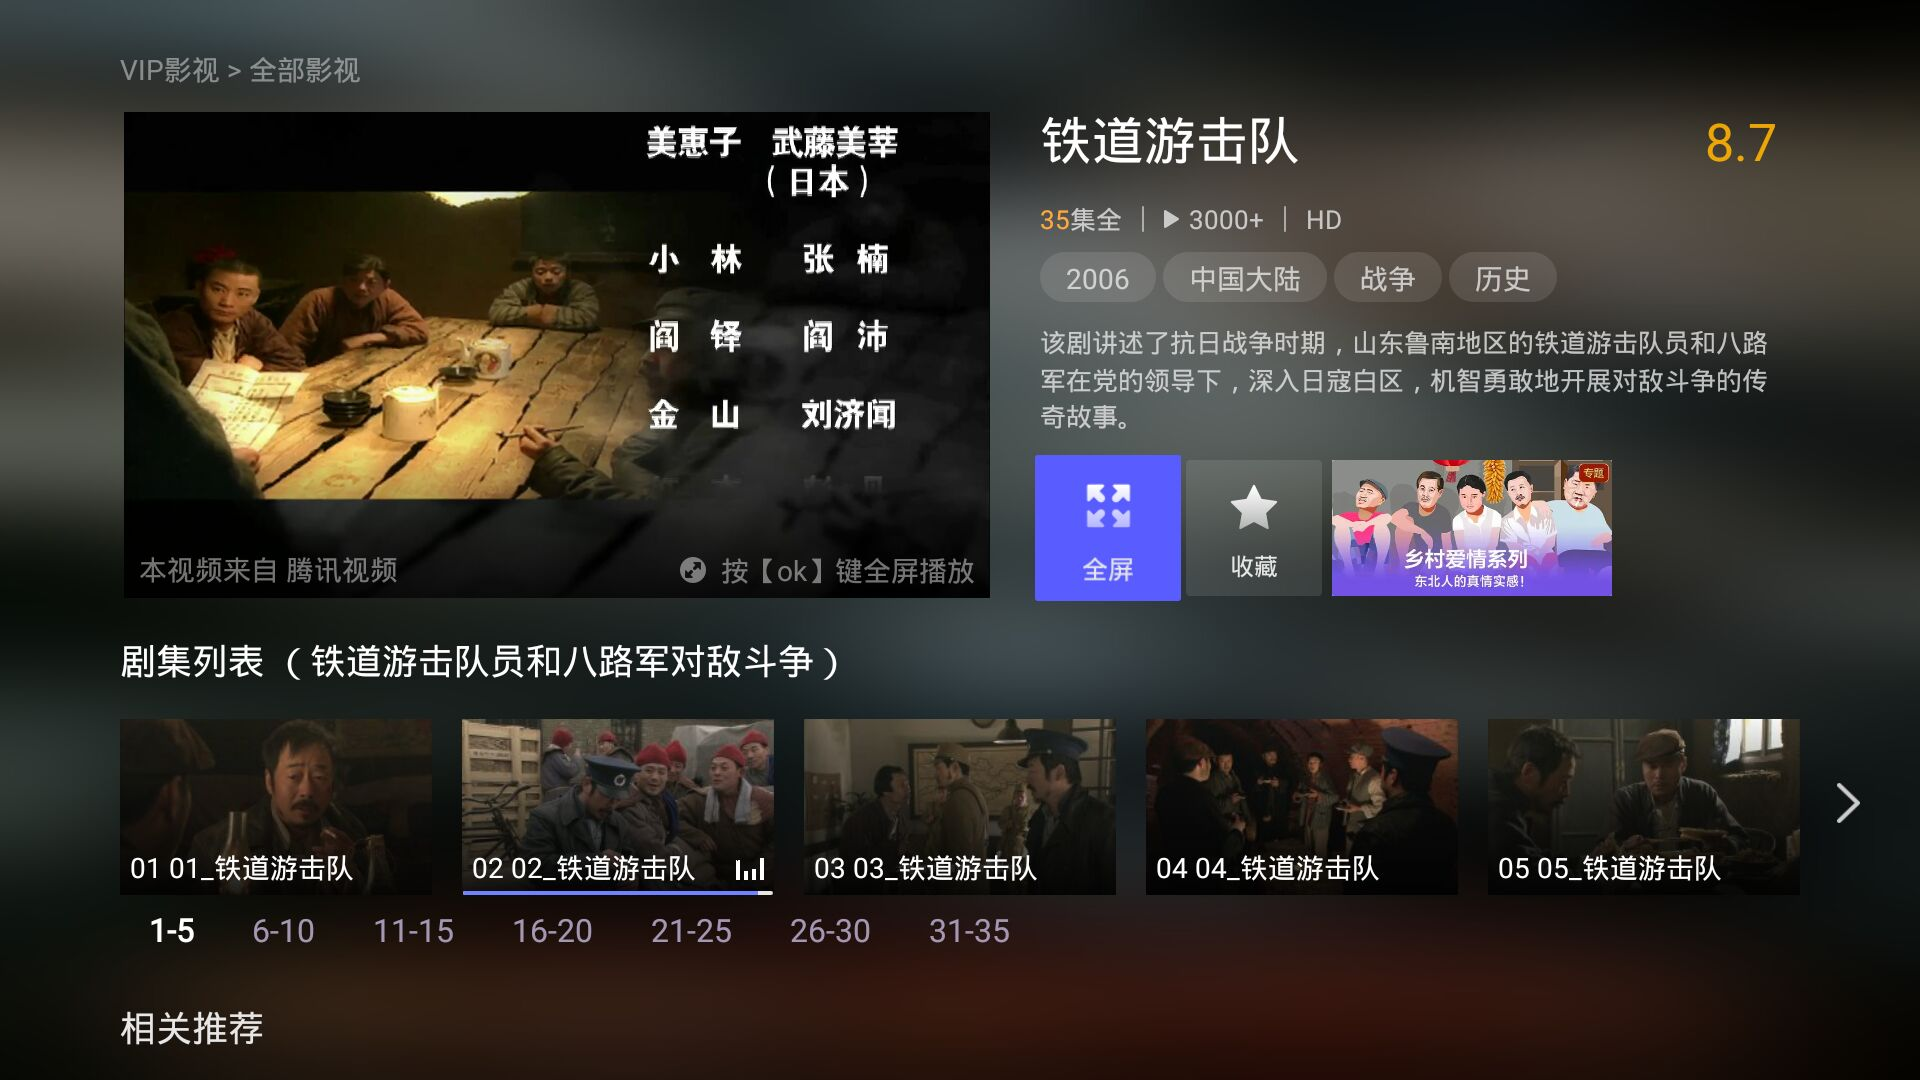 VIP影视 > 全部影视
美惠子 武藤美莘
（日本）
小 林 张 楠
阎 铎 阎 沛
金 山 刘济闻
本视频来自 腾讯视频
按【ok】键全屏播放
铁道游击队
8.7
35集全 | 3000+ | HD
2006 中国大陆 战争 历史
该剧讲述了抗日战争时期，山东鲁南地区的铁道游击队员和八路
军在党的领导下，深入日寇白区，机智勇敢地开展对敌斗争的传
奇故事。
全屏
收藏
专题
乡村爱情系列
东北人的真情实感！
剧集列表（铁道游击队员和八路军对敌斗争）
01 01_铁道游击队
02 02_铁道游击队
03 03_铁道游击队
04 04_铁道游击队
05 05_铁道游击队
1-5 6-10 11-15 16-20 21-25 26-30 31-35
相关推荐